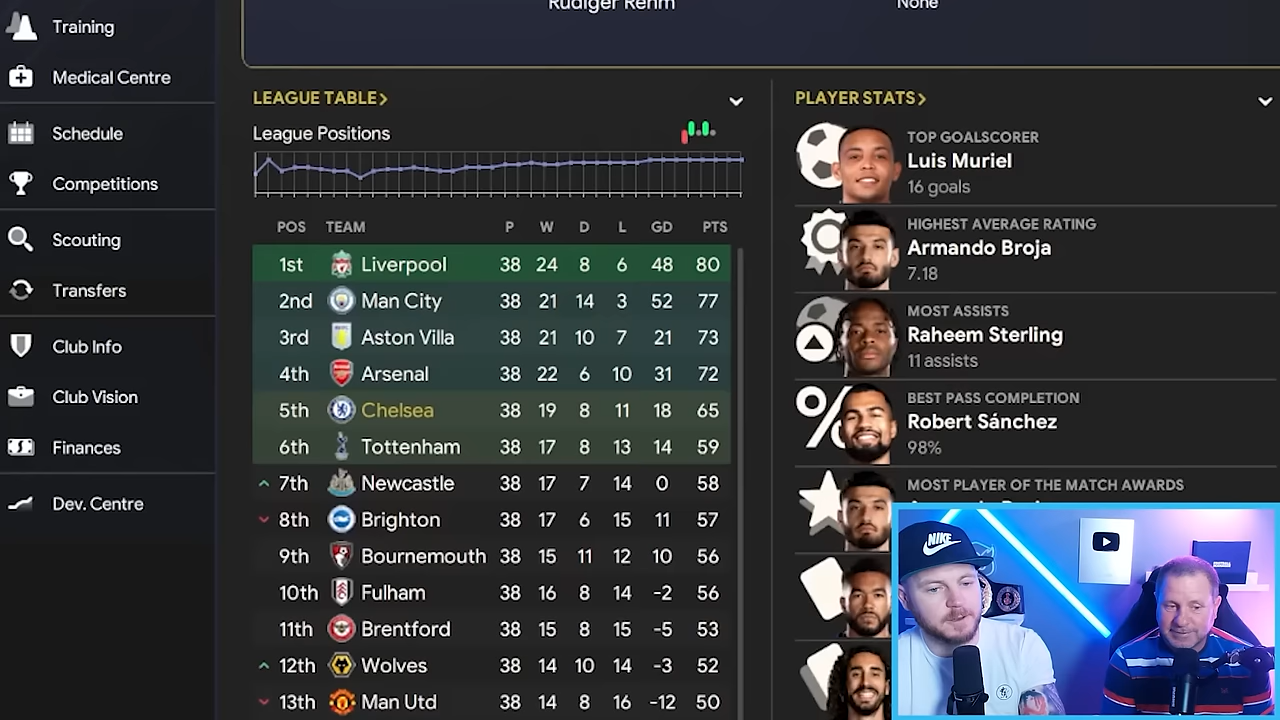 Rüdiger Rehm
None
Training
Medical Centre
Schedule
Competitions
Scouting
Transfers
Club Info
Club Vision
Finances
Dev. Centre
LEAGUE TABLE
League Positions
POS TEAM P W D L GD PTS
1st Liverpool 38 24 8 6 48 80
2nd Man City 38 21 14 3 52 77
3rd Aston Villa 38 21 10 7 21 73
4th Arsenal 38 22 6 10 31 72
5th Chelsea 38 19 8 11 18 65
6th Tottenham 38 17 8 13 14 59
7th Newcastle 38 17 7 14 0 58
8th Brighton 38 17 6 15 11 57
9th Bournemouth 38 15 11 12 10 56
10th Fulham 38 16 8 14 -2 56
11th Brentford 38 15 8 15 -5 53
12th Wolves 38 14 10 14 -3 52
13th Man Utd 38 14 8 16 -12 50
PLAYER STATS
TOP GOALSCORER
Luis Muriel
16 goals
HIGHEST AVERAGE RATING
Armando Broja
7.18
MOST ASSISTS
Raheem Sterling
11 assists
BEST PASS COMPLETION
Robert Sánchez
98%
MOST PLAYER OF THE MATCH AWARDS
NIKE